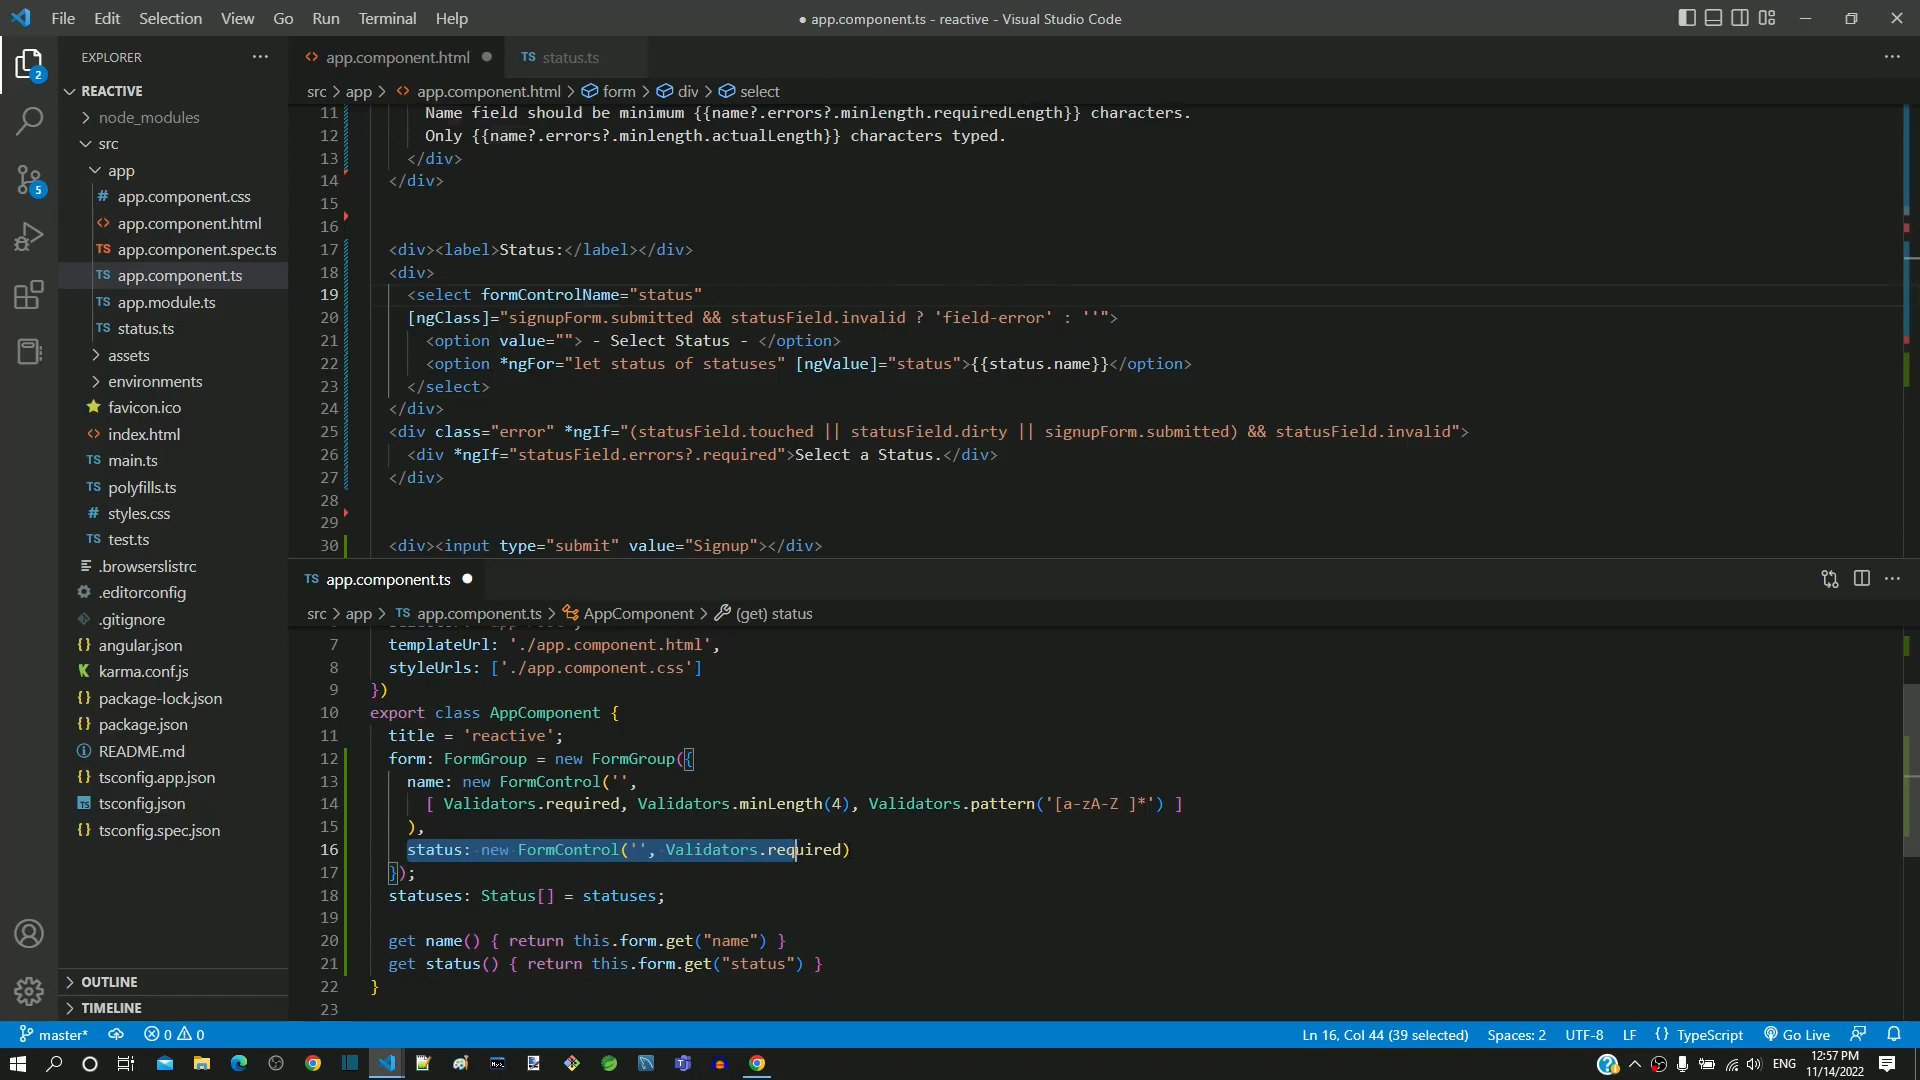 File Edit Selection View Go Run Terminal Help
● app.component.ts - reactive - Visual Studio Code
EXPLORER
REACTIVE
node_modules
src
app
# app.component.css
<> app.component.html
TS app.component.spec.ts
TS app.component.ts
TS app.module.ts
TS status.ts
assets
environments
favicon.ico
<> index.html
TS main.ts
TS polyfills.ts
# styles.css
TS test.ts
.browserslistrc
.editorconfig
.gitignore
{} angular.json
karma.conf.js
{} package-lock.json
{} package.json
README.md
{} tsconfig.app.json
tsconfig.json
{} tsconfig.spec.json
OUTLINE
TIMELINE
2
5
<> app.component.html ● TS status.ts
src > app > <> app.component.html > form > div > select
11 Name field should be minimum {{name?.errors?.minlength.requiredLength}} characters.
12 Only {{name?.errors?.minlength.actualLength}} characters typed.
13 </div>
14 </div>
15
16
17 <div><label>Status:</label></div>
18 <div>
19 <select formControlName="status"
20 [ngClass]="signupForm.submitted && statusField.invalid ? 'field-error' : ''">
21 <option value=""> - Select Status - </option>
22 <option *ngFor="let status of statuses" [ngValue]="status">{{status.name}}</option>
23 </select>
24 </div>
25 <div class="error" *ngIf="(statusField.touched || statusField.dirty || signupForm.submitted) && statusField.invalid">
26 <div *ngIf="statusField.errors?.required">Select a Status.</div>
27 </div>
28
29
30 <div><input type="submit" value="Signup"></div>
TS app.component.ts ●
src > app > TS app.component.ts > AppComponent > (get) status
7 templateUrl: './app.component.html',
8 styleUrls: ['./app.component.css']
9 })
10 export class AppComponent {
11 title = 'reactive';
12 form: FormGroup = new FormGroup({
13 name: new FormControl('',
14 [ Validators.required, Validators.minLength(4), Validators.pattern('[a-zA-Z ]*') ]
15 ),
16 status: new FormControl('', Validators.required)
17 });
18 statuses: Status[] = statuses;
19
20 get name() { return this.form.get("name") }
21 get status() { return this.form.get("status") }
22 }
23
master* 0 0 Ln 16, Col 44 (39 selected) Spaces: 2 UTF-8 LF {} TypeScript Go Live
ENG 12:57 PM
11/14/2022